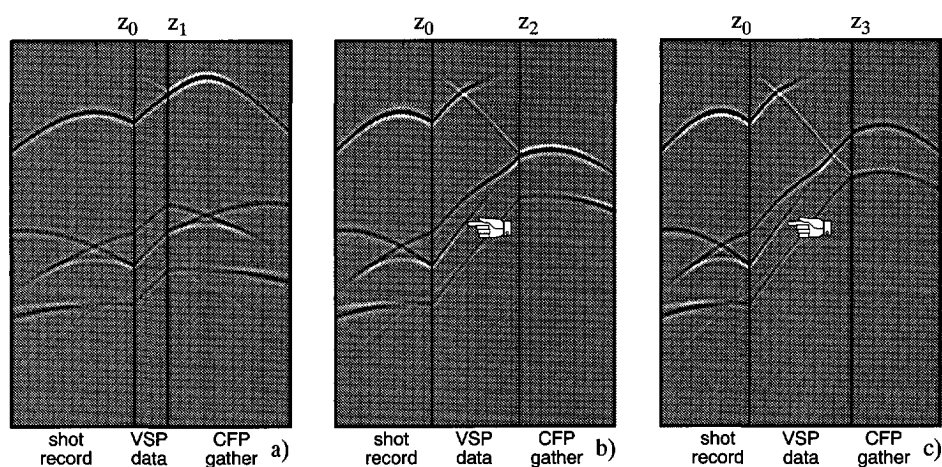 z0 z1
z0 z2
z0 z3
shot record
VSP data
CFP gather
a)
shot record
VSP data
CFP gather
b)
shot record
VSP data
CFP gather
c)